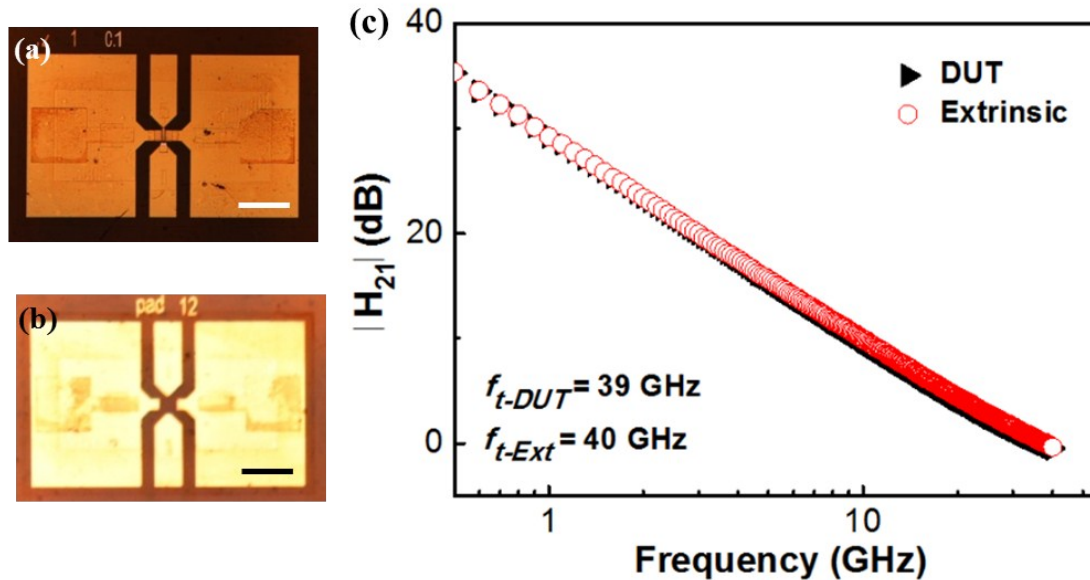 (a)
1 C.1
(b)
pad 12
(c)
40
20
0
|H21| (dB)
DUT
Extrinsic
ft-DUT = 39 GHz
ft-Ext = 40 GHz
1
10
Frequency (GHz)